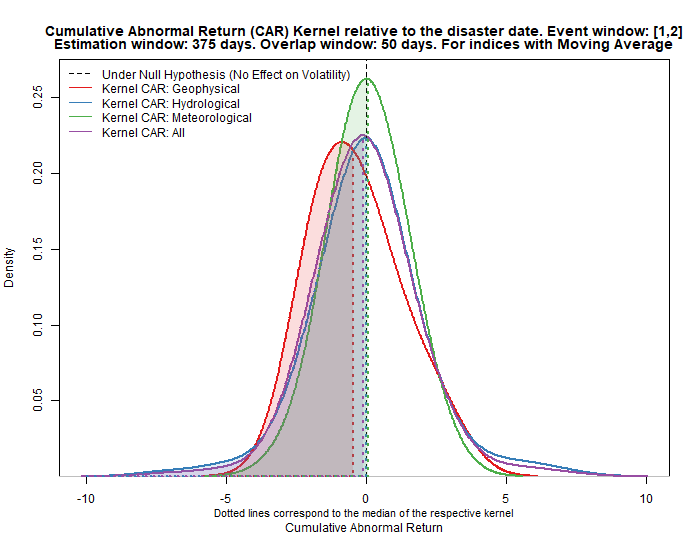 Cumulative Abnormal Return (CAR) Kernel relative to the disaster date. Event window: [1,2]
Estimation window: 375 days. Overlap window: 50 days. For indices with Moving Average
Under Null Hypothesis (No Effect on Volatility)
Kernel CAR: Geophysical
Kernel CAR: Hydrological
Kernel CAR: Meteorological
Kernel CAR: All
0.25
0.20
0.15
0.10
0.05
Density
-10 -5 0 5 10
Dotted lines correspond to the median of the respective kernel
Cumulative Abnormal Return